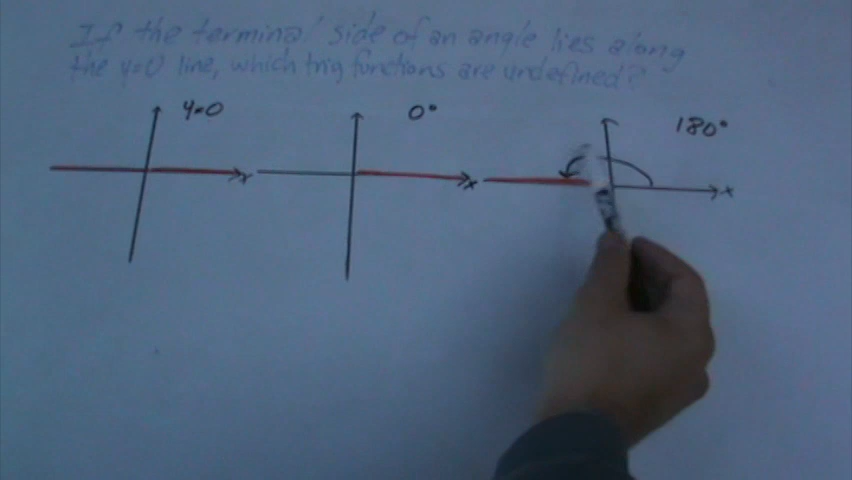 If the terminal side of an angle lies along
the y=0 line, which trig functions are undefined?
y=0
0°
180°
x
x
x